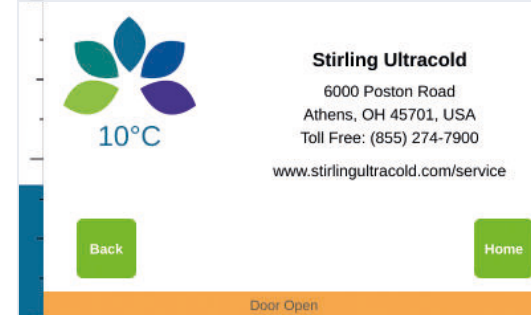 10°C
Stirling Ultracold
6000 Poston Road
Athens, OH 45701, USA
Toll Free: (855) 274-7900
www.stirlingultracold.com/service
Back
Home
Door Open